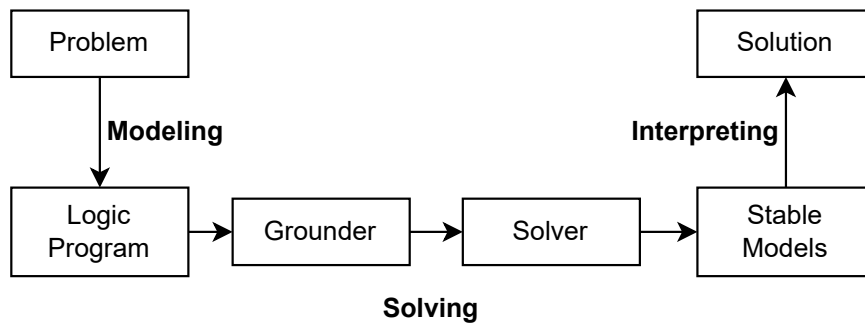 Problem
Solution
Modeling
Interpreting
Logic
Program
Grounder
Solver
Stable
Models
Solving